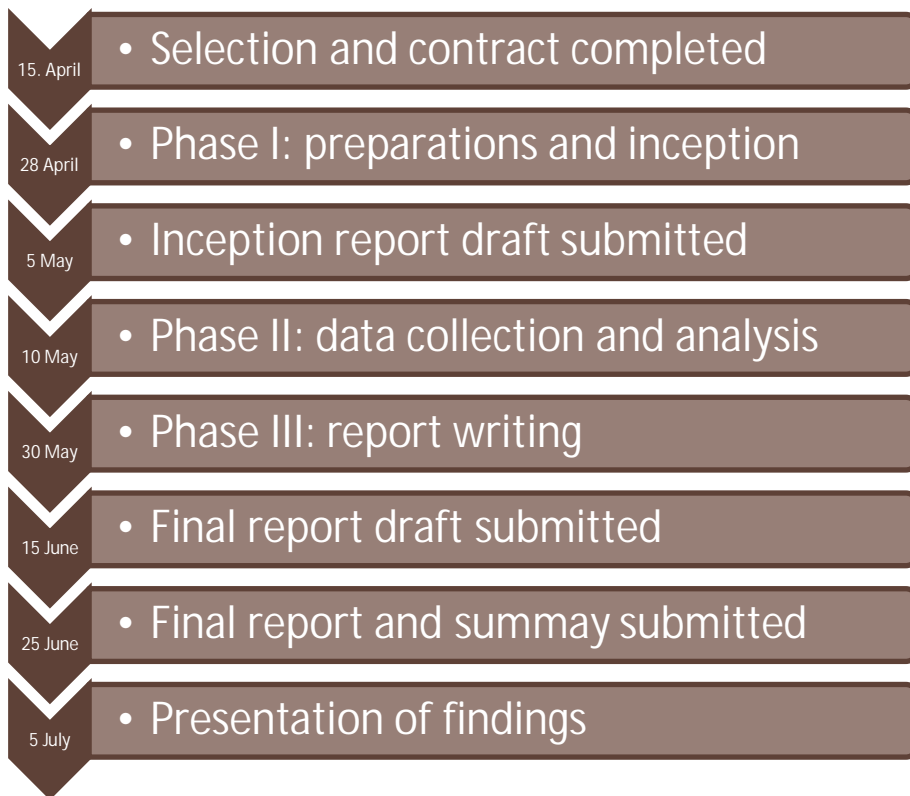 15. April
• Selection and contract completed
28 April
• Phase I: preparations and inception
5 May
• Inception report draft submitted
10 May
• Phase II: data collection and analysis
30 May
• Phase III: report writing
15 June
• Final report draft submitted
25 June
• Final report and summay submitted
5 July
• Presentation of findings